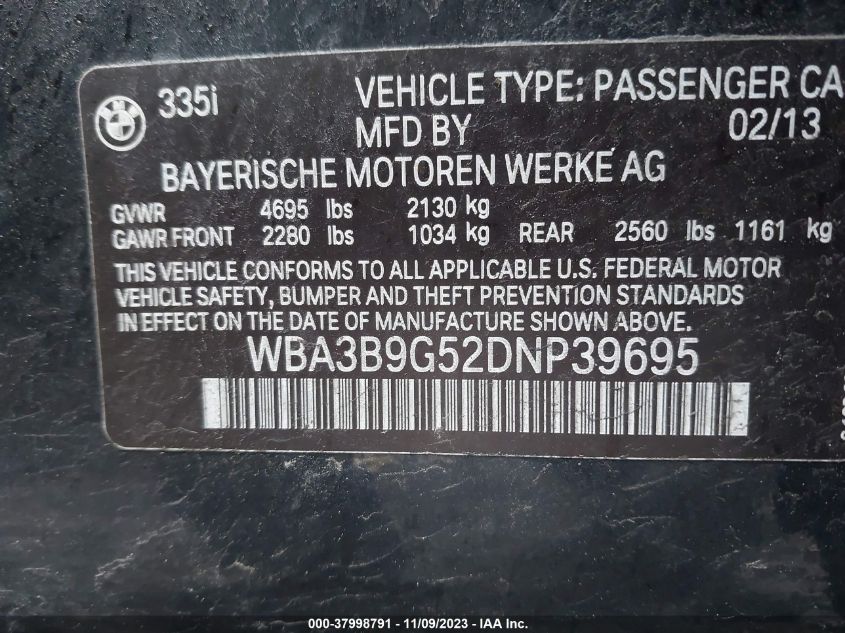 335i VEHICLE TYPE: PASSENGER CA
MFD BY 02/13
BAYERISCHE MOTOREN WERKE AG
GVWR 4695 lbs 2130 kg
GAWR FRONT 2280 lbs 1034 kg REAR 2560 lbs 1161 kg
THIS VEHICLE CONFORMS TO ALL APPLICABLE U.S. FEDERAL MOTOR
VEHICLE SAFETY, BUMPER AND THEFT PREVENTION STANDARDS
IN EFFECT ON THE DATE OF MANUFACTURE SHOWN ABOVE.
WBA3B9G52DNP39695
000-37998791 - 11/09/2023 - IAA Inc.